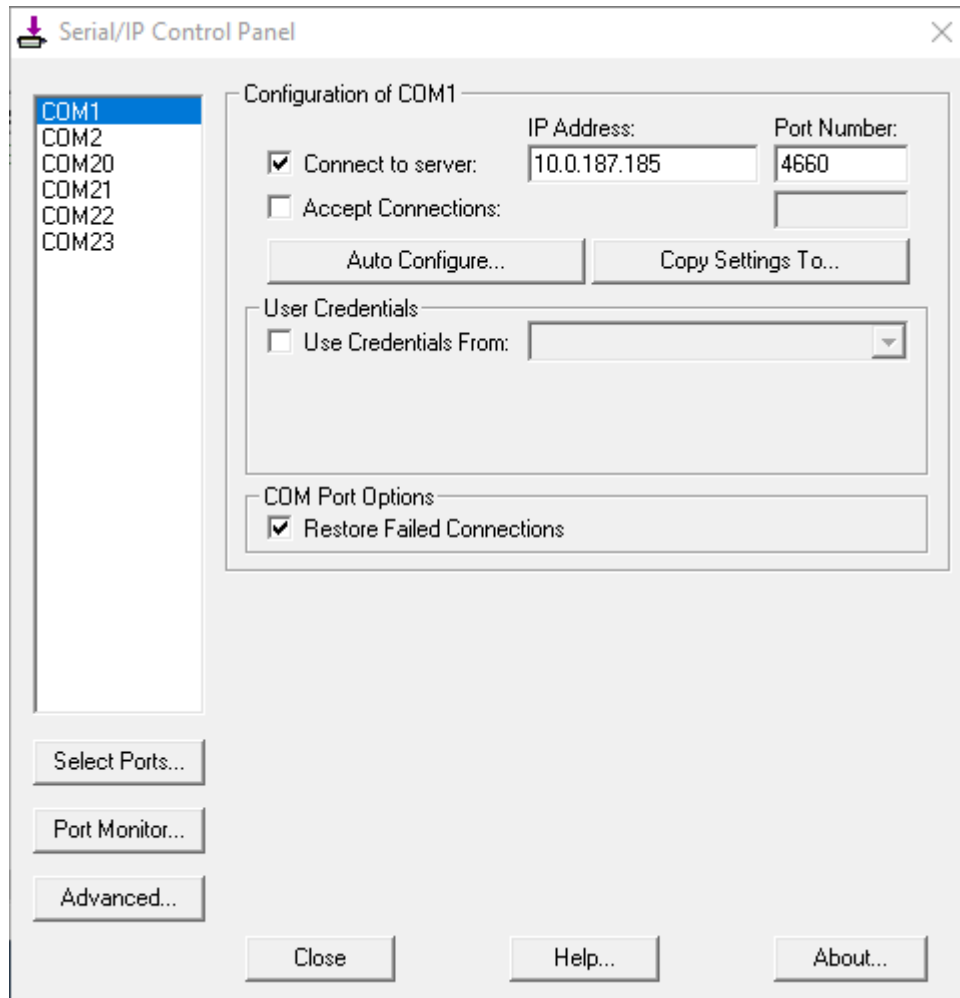 Serial/IP Control Panel
COM1
COM2
COM20
COM21
COM22
COM23
Configuration of COM1
IP Address: Port Number:
Connect to server: 10.0.187.185 4660
Accept Connections:
Auto Configure... Copy Settings To...
User Credentials
Use Credentials From:
COM Port Options
Restore Failed Connections
Select Ports...
Port Monitor...
Advanced...
Close Help... About...